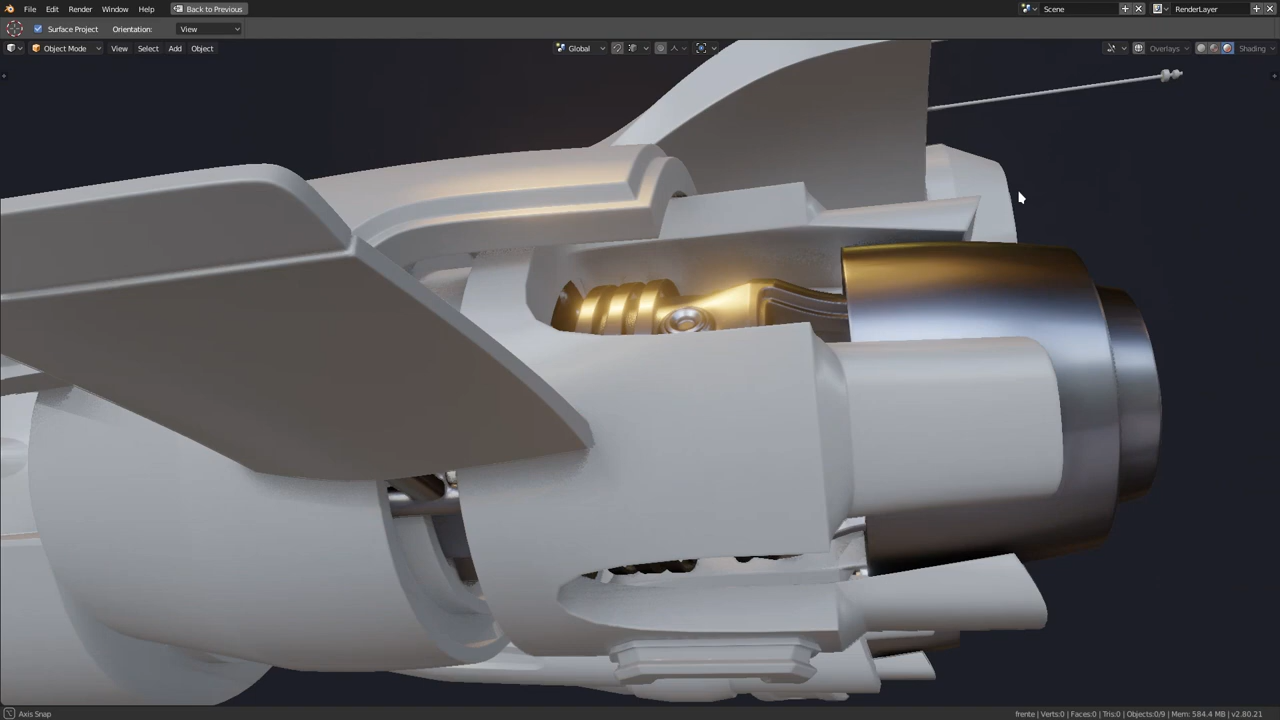 File Edit Render Window Help Back to Previous Scene RenderLayer
Surface Project Orientation: View
Object Mode View Select Add Object Global Overlays Shading
Axis Snap frente | Verts:0 | Faces:0 | Tris:0 | Objects:0/9 | Mem: 584.4 MB | v2.80.21